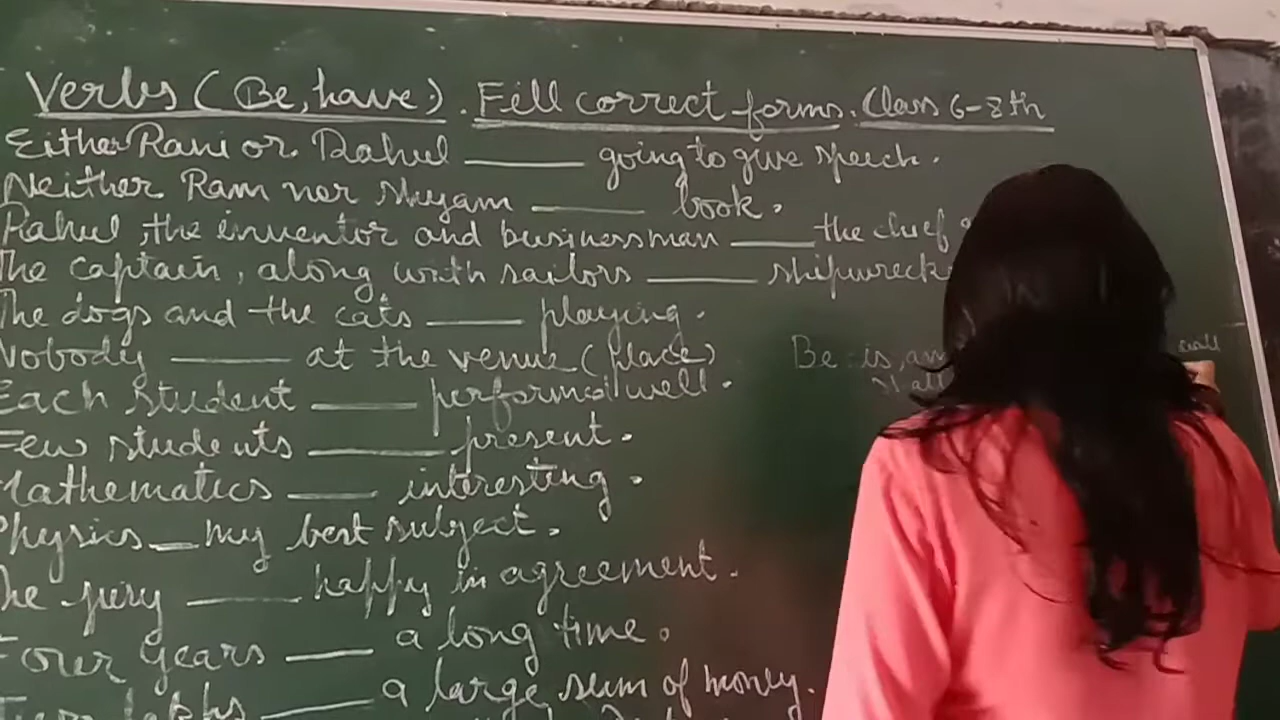 Verbs (Be, have). Fill correct forms. Class 6-8th
Either Rani or Rahul ______ going to give speech.
Neither Ram nor Shyam ______ book.
Rahul, the inventor and businessman ______ the chief
The captain, along with sailors ______ shipwreck
The dogs and the cats ______ playing.
Nobody ______ at the venue (place)
Be is, am
Each student ______ performed well.
Few students ______ present.
Mathematics ______ interesting.
Physics __ my best subject.
The jury ______ happy in agreement.
Four years ______ a long time.
______ a large sum of money.